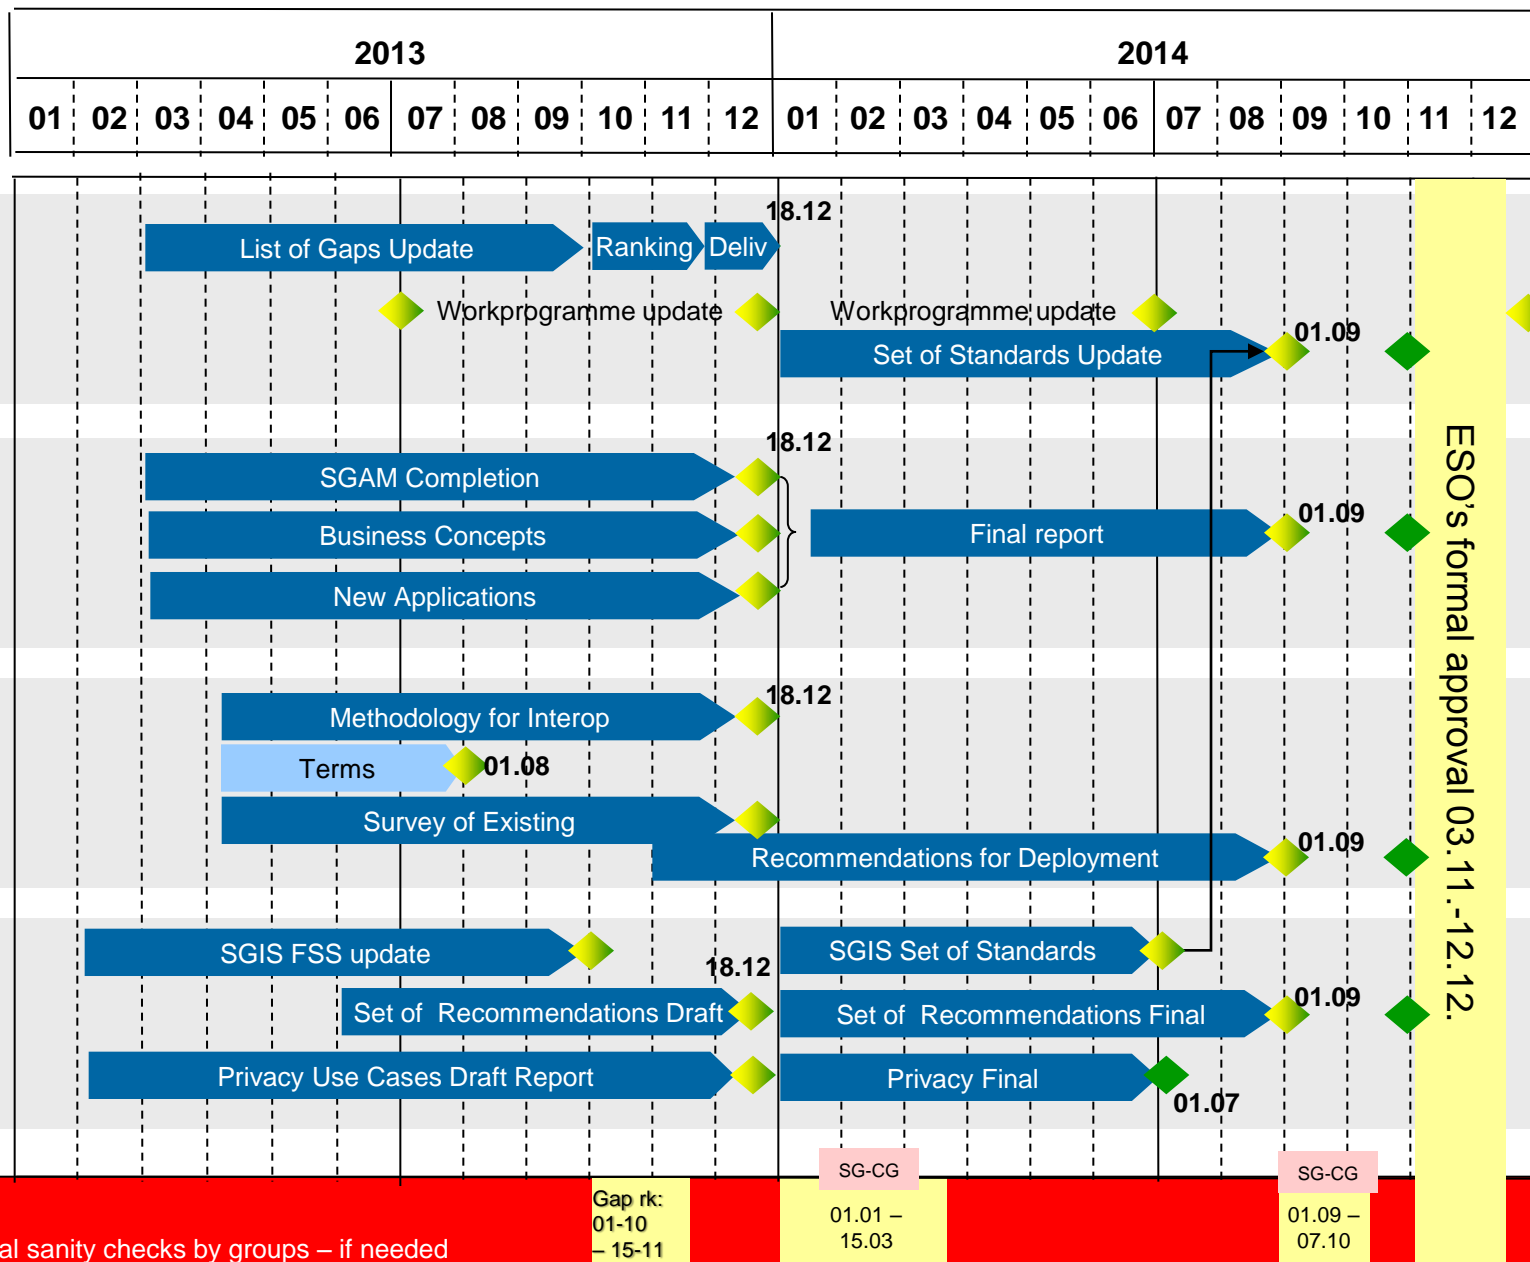 2013
2014
01 02 03 04 05 06 07 08 09 10 11 12 01 02 03 04 05 06 07 08 09 10 11 12
18.12
List of Gaps Update
Ranking
Deliv
Workprogramme update
Workprogramme update
01.09
Set of Standards Update
18.12
SGAM Completion
01.09
Business Concepts
Final report
New Applications
18.12
Methodology for Interop
Terms
01.08
Survey of Existing
01.09
Recommendations for Deployment
SGIS FSS update
SGIS Set of Standards
18.12
Set of  Recommendations Draft
01.09
Set of  Recommendations Final
Privacy Use Cases Draft Report
Privacy Final
01.07
ESO’s formal approval 03.11.-12.12.
SG-CG
SG-CG
Gap rk:
01-10
– 15-11
01.01 –
15.03
01.09 –
07.10
al sanity checks by groups – if needed